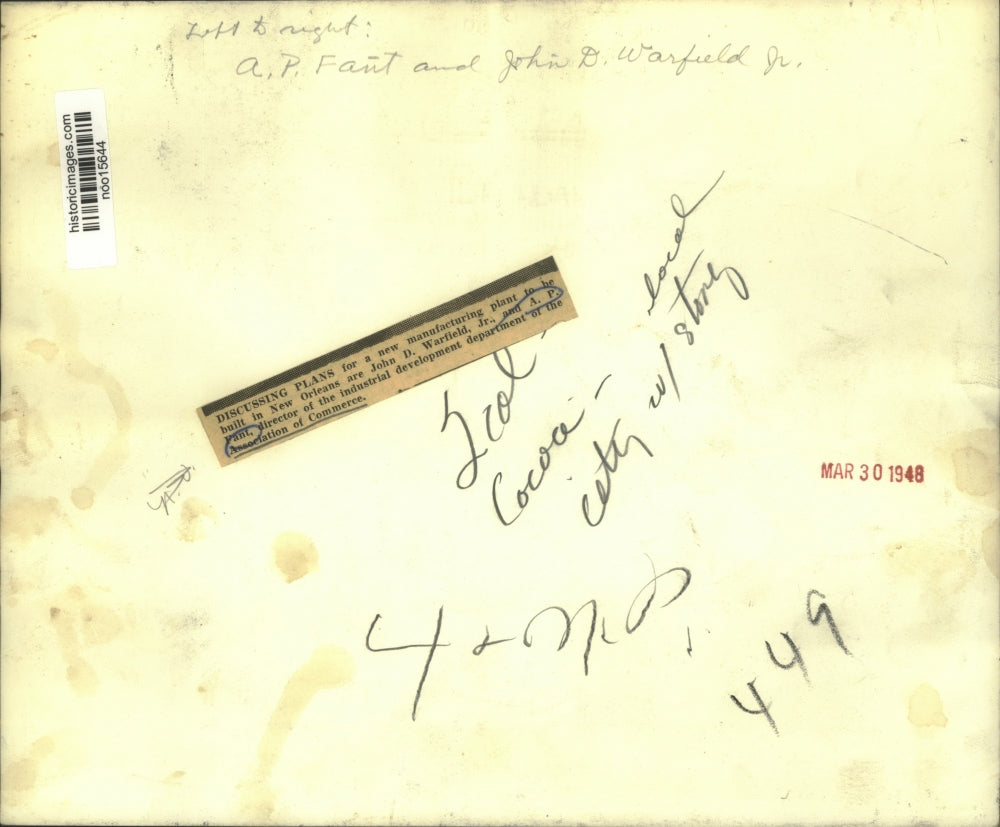 Left to right:
A. P. Fant and John D. Warfield Jr.
historicimages.com
noo15644
DISCUSSING PLANS for a new manufacturing plant to be
built in New Orleans are John D. Warfield, Jr., and A. P.
Fant, director of the industrial development department of the
Association of Commerce.
local
Cocoa-
city w/ story
MAR 30 1948
4
449